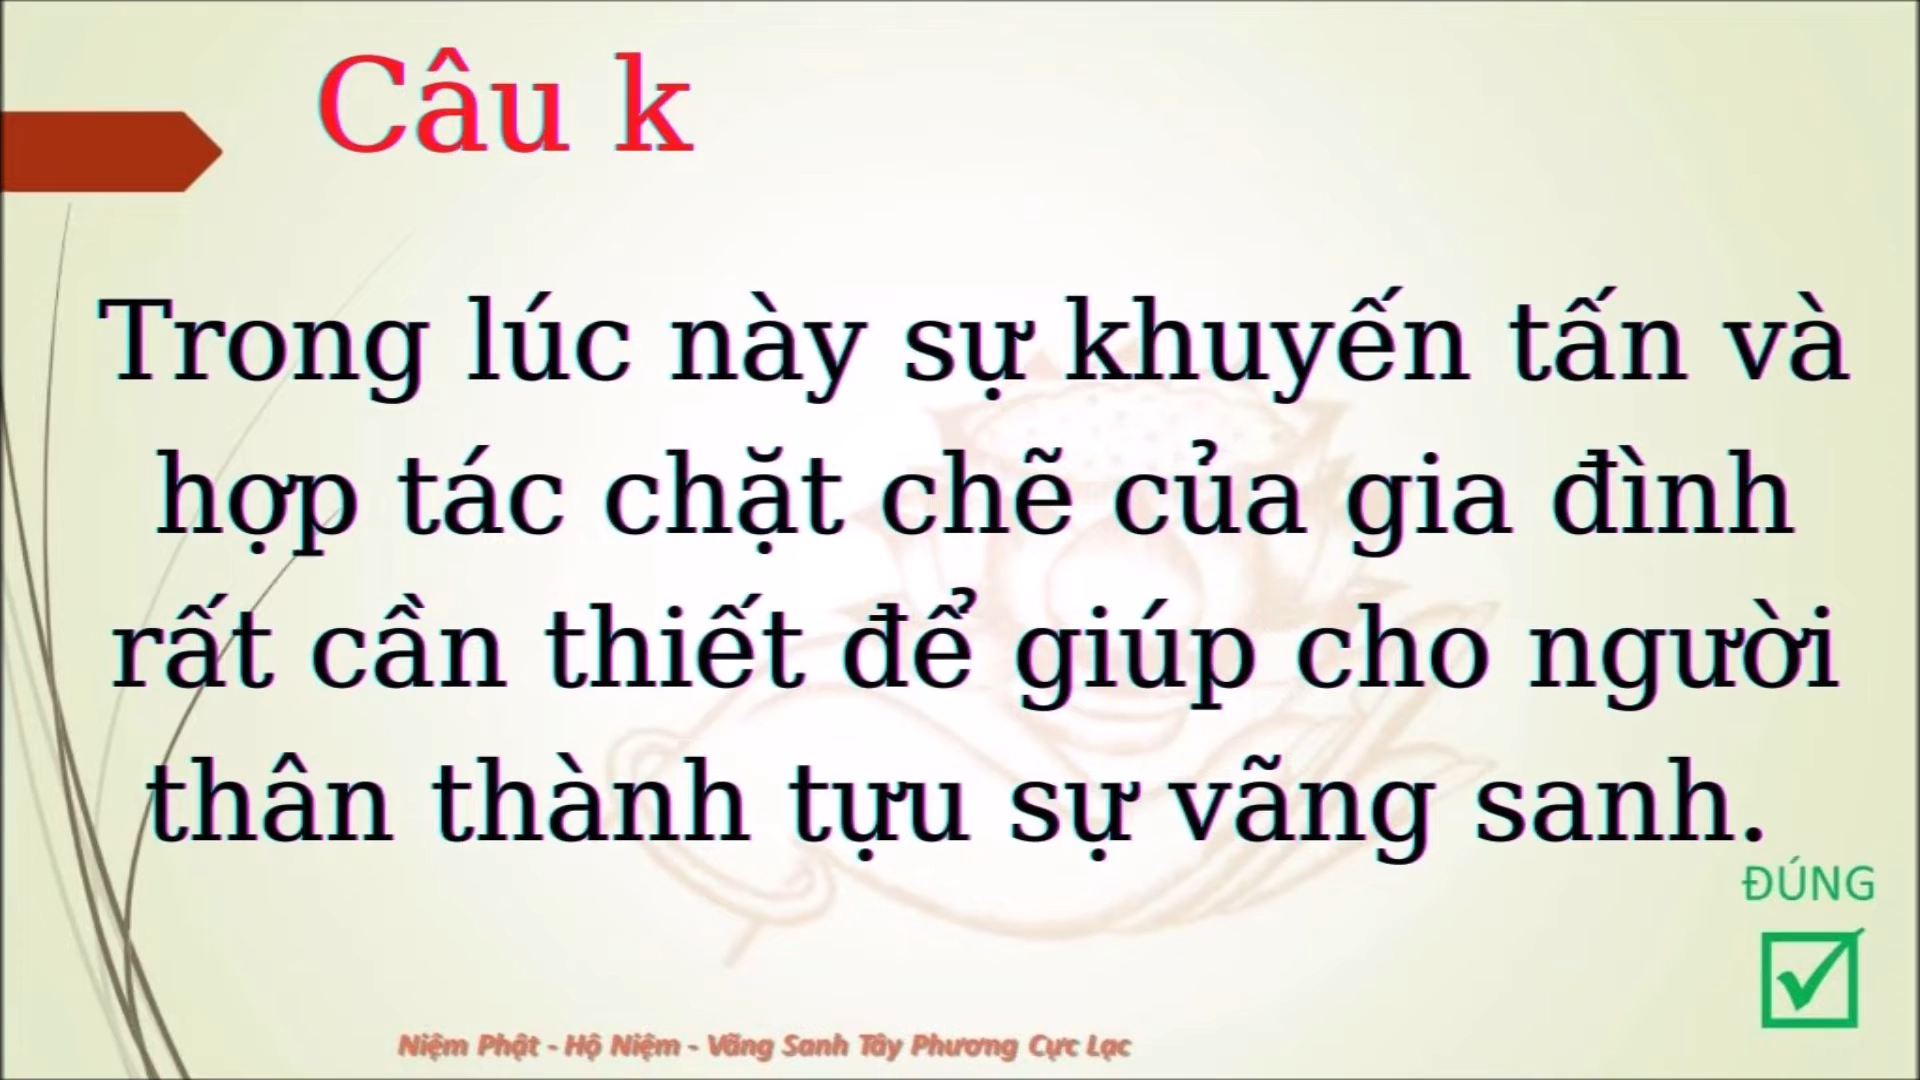 Câu k
Trong lúc này sự khuyến tấn và
hợp tác chặt chẽ của gia đình
rất cần thiết để giúp cho người
thân thành tựu sự vãng sanh.
ĐÚNG
Niệm Phật - Hộ Niệm - Vãng Sanh Tây Phương Cực Lạc